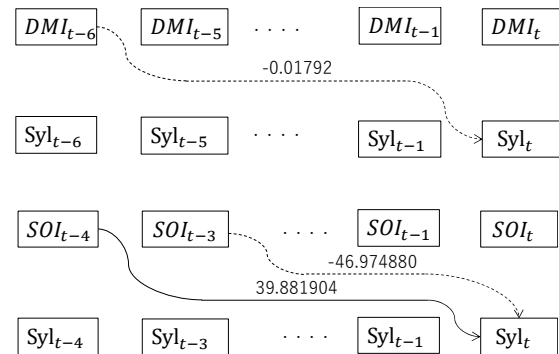 DMI_{t−6} DMI_{t−5} . . . . DMI_{t−1} DMI_t
-0.01792
Syl_{t−6} Syl_{t−5} . . . . Syl_{t−1} Syl_t
SOI_{t−4} SOI_{t−3} . . . . SOI_{t−1} SOI_t
-46.974880
39.881904
Syl_{t−4} Syl_{t−3} . . . . Syl_{t−1} Syl_t